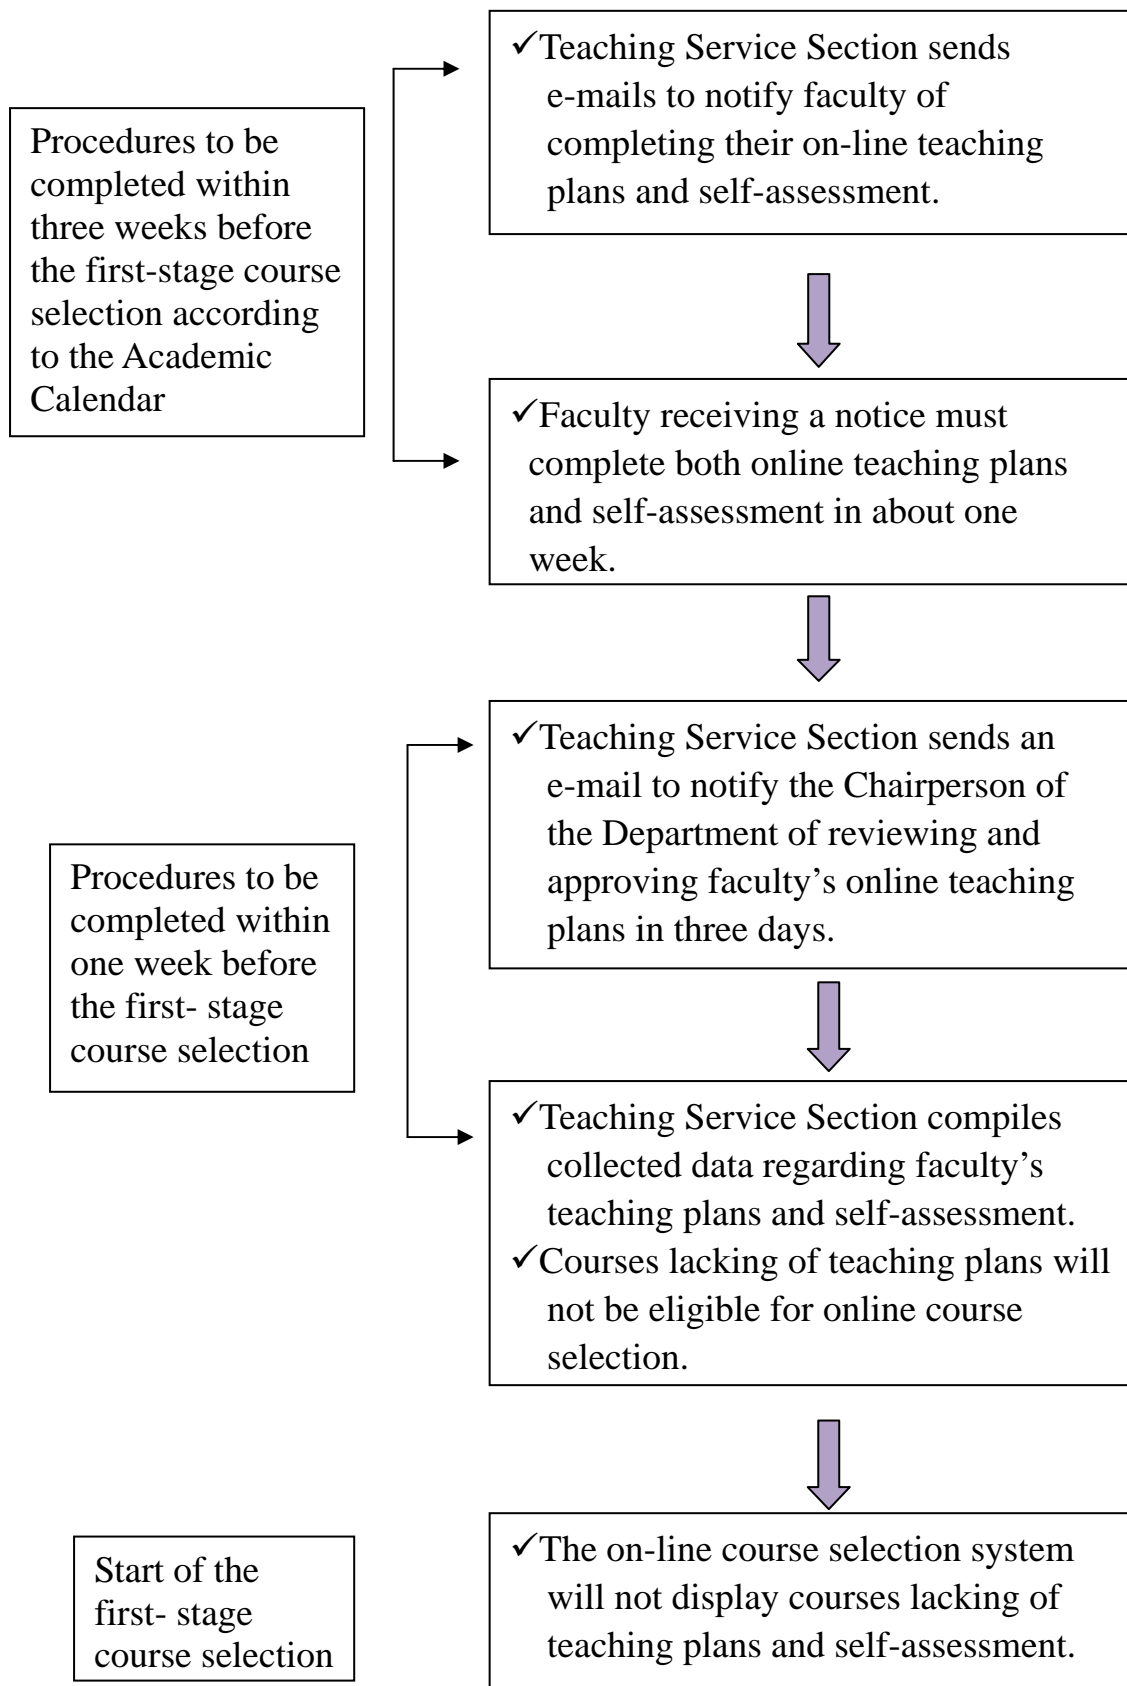 ✓Teaching Service Section sends
e-mails to notify faculty of
completing their on-line teaching
plans and self-assessment.
Procedures to be
completed within
three weeks before
the first-stage course
selection according
to the Academic
Calendar
✓Faculty receiving a notice must
complete both online teaching plans
and self-assessment in about one
week.
✓Teaching Service Section sends an
e-mail to notify the Chairperson of
the Department of reviewing and
approving faculty’s online teaching
plans in three days.
Procedures to be
completed within
one week before
the first- stage
course selection
✓Teaching Service Section compiles
collected data regarding faculty’s
teaching plans and self-assessment.
✓Courses lacking of teaching plans will
not be eligible for online course
selection.
Start of the
first- stage
course selection
✓The on-line course selection system
will not display courses lacking of
teaching plans and self-assessment.